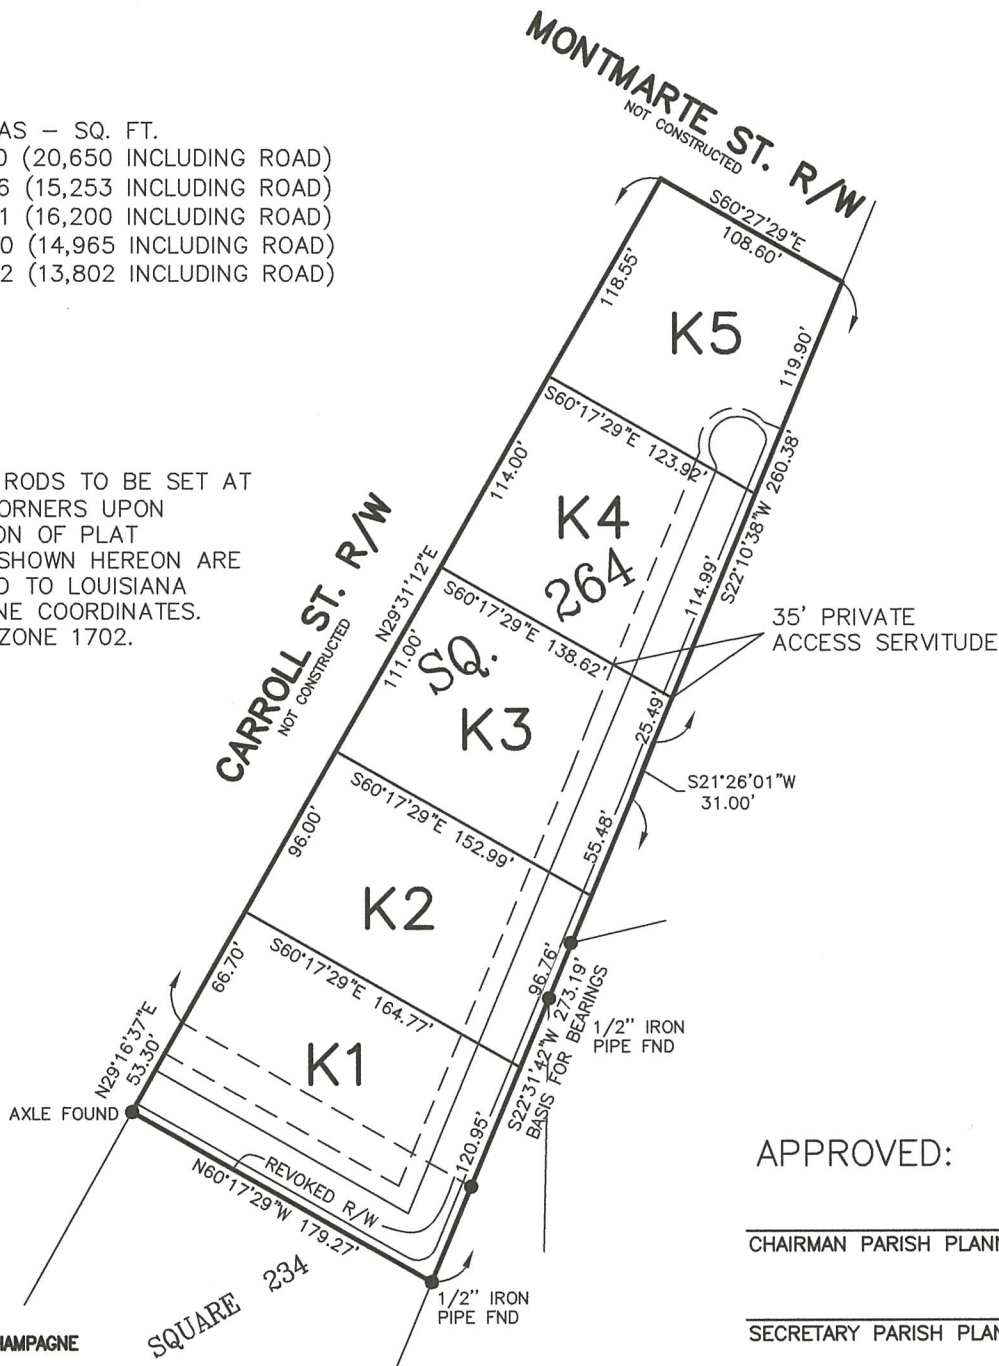 MONTMARTE ST. R/W
NOT CONSTRUCTED
AS – SQ. FT.
0 (20,650 INCLUDING ROAD)
6 (15,253 INCLUDING ROAD)
1 (16,200 INCLUDING ROAD)
0 (14,965 INCLUDING ROAD)
2 (13,802 INCLUDING ROAD)
S60°27'29"E
108.60'
118.55'
K5
119.90'
S60°17'29"E 123.92'
S22°10'38"W 260.38'
RODS TO BE SET AT
ORNERS UPON
ON OF PLAT
SHOWN HEREON ARE
D TO LOUISIANA
NE COORDINATES.
ZONE 1702.
114.00'
K4
264
114.99'
CARROLL ST. R/W
NOT CONSTRUCTED
N29°31'12"E
S60°17'29"E 138.62'
35' PRIVATE
ACCESS SERVITUDE
111.00'
SQ.
K3
25.49'
S21°26'01"W
31.00'
55.48'
S60°17'29"E 152.99'
96.00'
K2
96.76'
S22°31'42"W 273.19'
BASIS FOR BEARINGS
1/2" IRON
PIPE FND
S60°17'29"E 164.77'
66.70'
K1
N29°16'37"E
53.30'
AXLE FOUND
120.95'
REVOKED R/W
N60°17'29"W 179.27'
SQUARE 234
1/2" IRON
PIPE FND
APPROVED:
CHAIRMAN PARISH PLANN
SECRETARY PARISH PLAN
HAMPAGNE